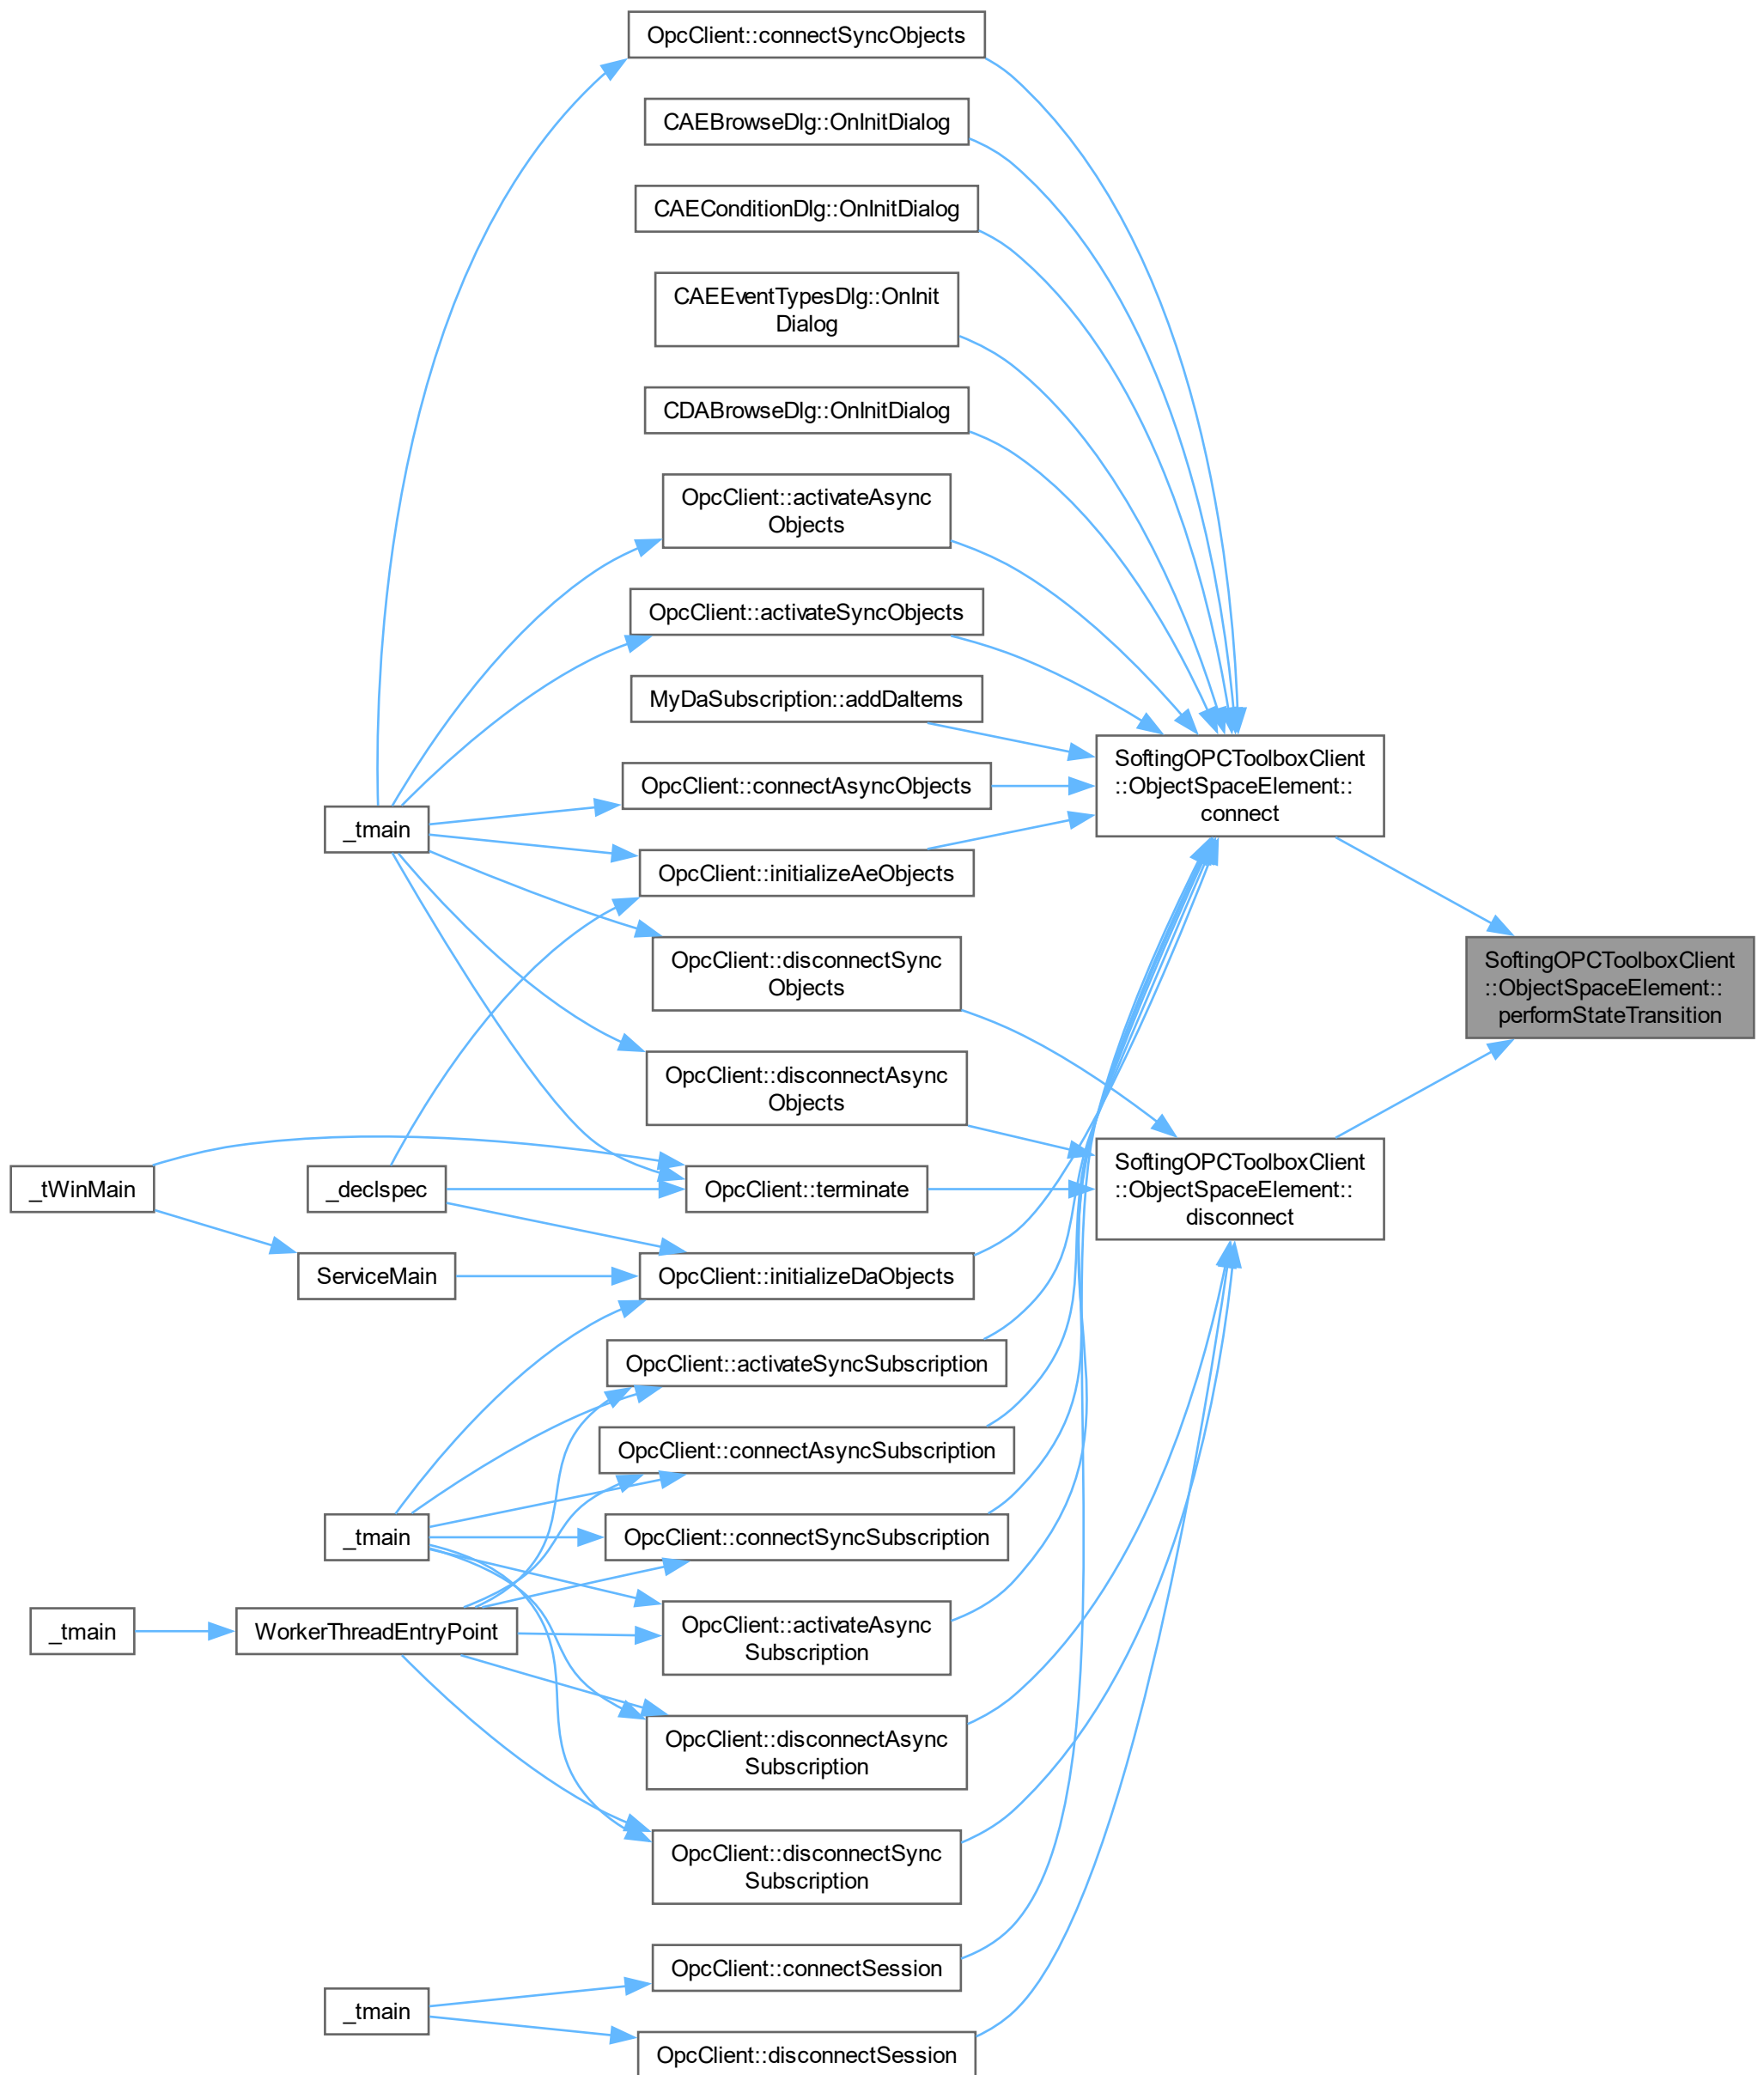 OpcClient::connectSyncObjects
CAEBrowseDlg::OnInitDialog
CAEConditionDlg::OnInitDialog
CAEEventTypesDlg::OnInit
Dialog
CDABrowseDlg::OnInitDialog
OpcClient::activateAsync
Objects
OpcClient::activateSyncObjects
MyDaSubscription::addDaItems
OpcClient::connectAsyncObjects
SoftingOPCToolboxClient
::ObjectSpaceElement::
connect
_tmain
OpcClient::initializeAeObjects
OpcClient::disconnectSync
Objects
SoftingOPCToolboxClient
::ObjectSpaceElement::
performStateTransition
OpcClient::disconnectAsync
Objects
_tWinMain
_declspec
OpcClient::terminate
SoftingOPCToolboxClient
::ObjectSpaceElement::
disconnect
ServiceMain
OpcClient::initializeDaObjects
OpcClient::activateSyncSubscription
OpcClient::connectAsyncSubscription
_tmain
OpcClient::connectSyncSubscription
_tmain
WorkerThreadEntryPoint
OpcClient::activateAsync
Subscription
OpcClient::disconnectAsync
Subscription
OpcClient::disconnectSync
Subscription
OpcClient::connectSession
_tmain
OpcClient::disconnectSession